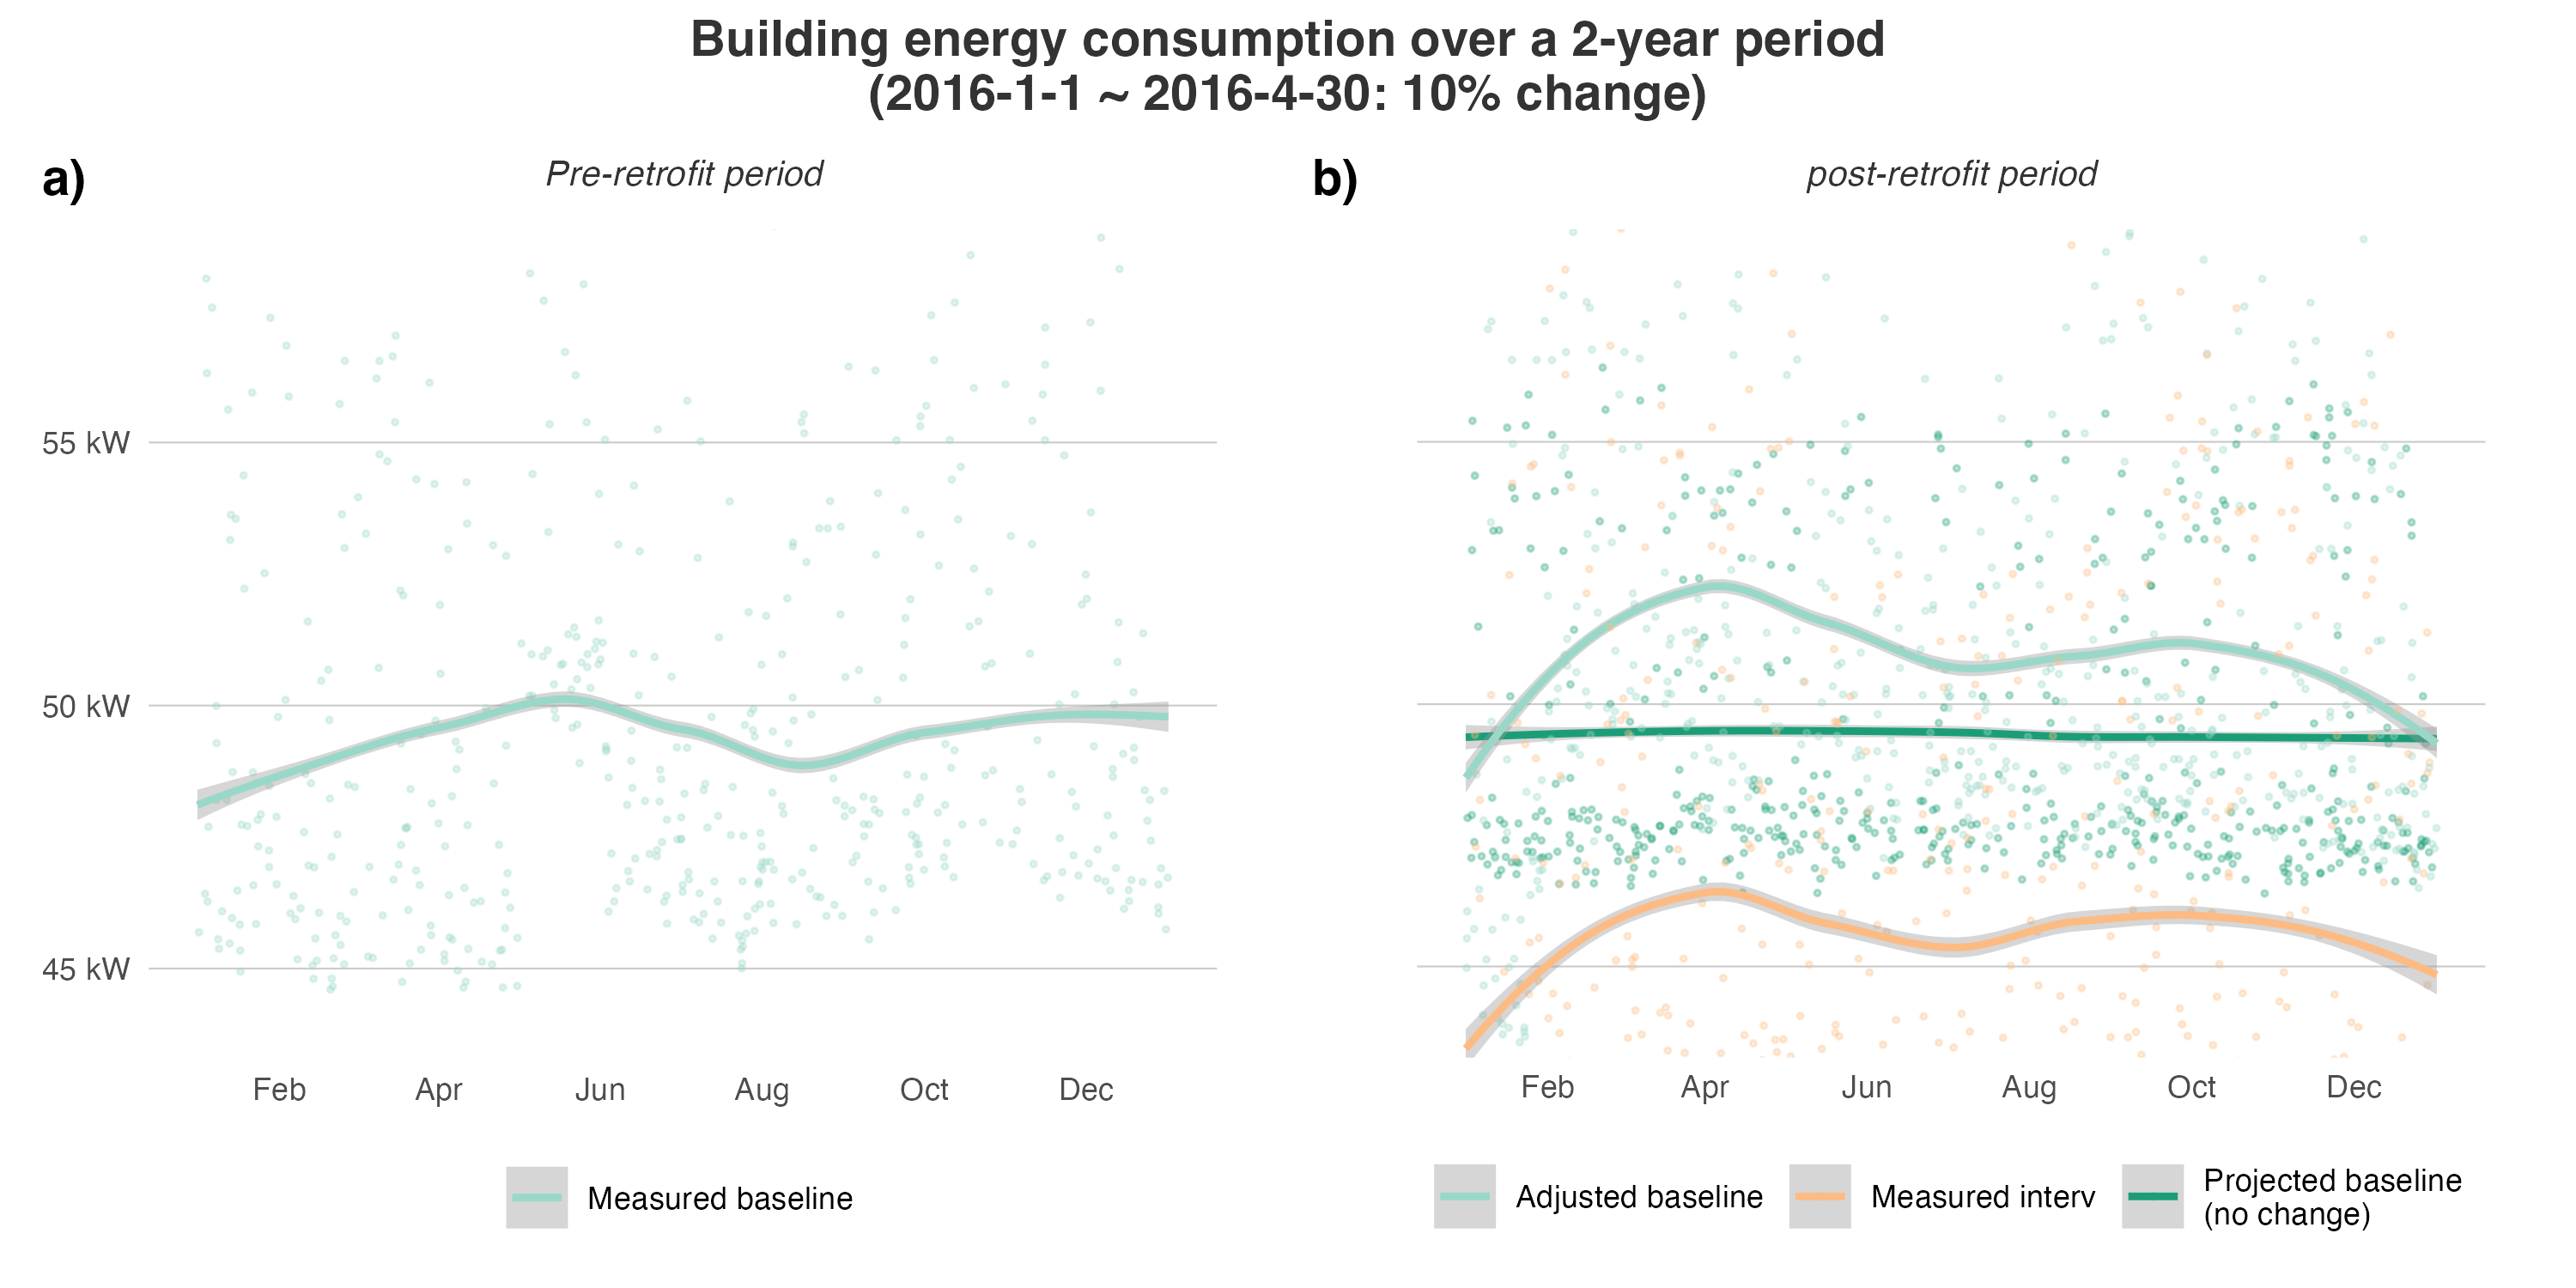 Building energy consumption over a 2-year period
(2016-1-1 ~ 2016-4-30: 10% change)
a)
Pre-retrofit period
55 kW
50 kW
45 kW
Feb Apr Jun Aug Oct Dec
Measured baseline
b)
post-retrofit period
Feb Apr Jun Aug Oct Dec
Adjusted baseline
Measured interv
Projected baseline
(no change)